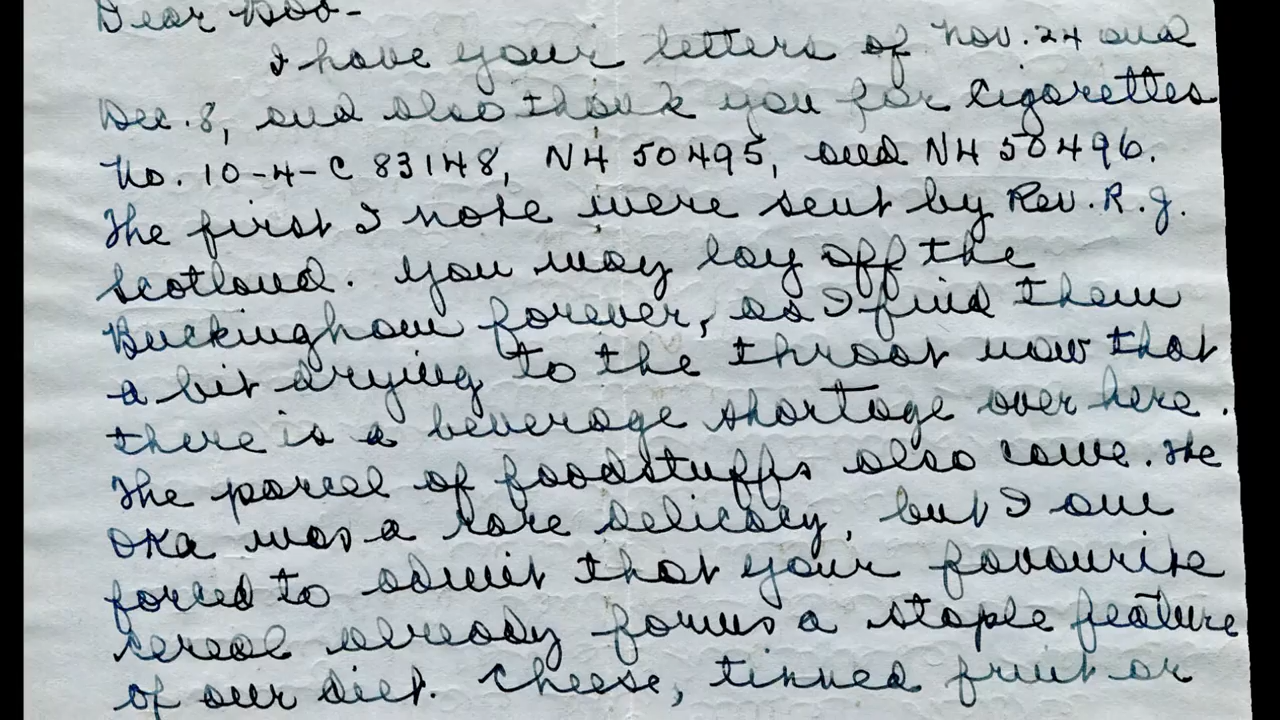 Dear Dad-
I have your letters of Nov. 24 and
Dec. 8, and also thank you for cigarettes
No. 10-4-C 83148, N4 50495, and N4 50496.
The first I note were sent by Rev. R. J.
Scotland. You may lay off the
Buckingham forever, as I find them
a bit drying to the throat now that
there is a beverage shortage over here.
The parcel of foodstuffs also came. The
Oka was a rare delicacy, but I am
forced to admit that your favourite
cereal already forms a staple feature
of our diet. Cheese, tinned fruit or